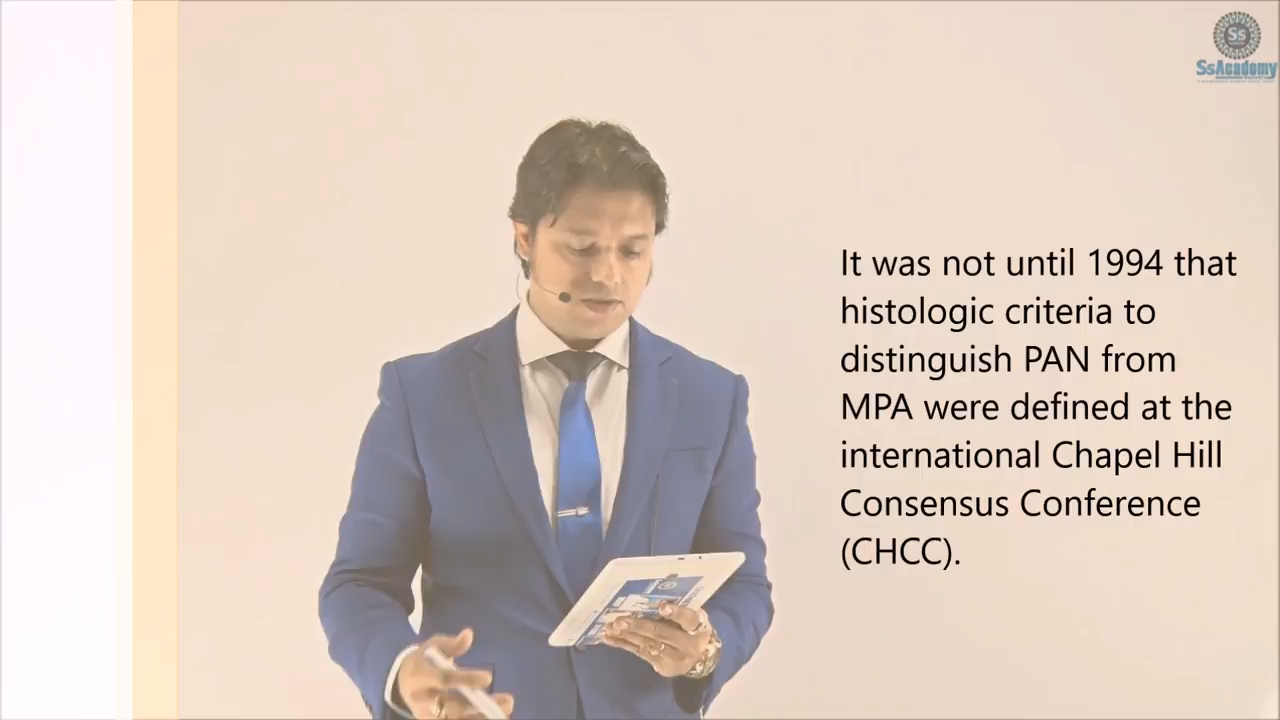 Ss
SsAcademy
It was not until 1994 that
histologic criteria to
distinguish PAN from
MPA were defined at the
international Chapel Hill
Consensus Conference
(CHCC).